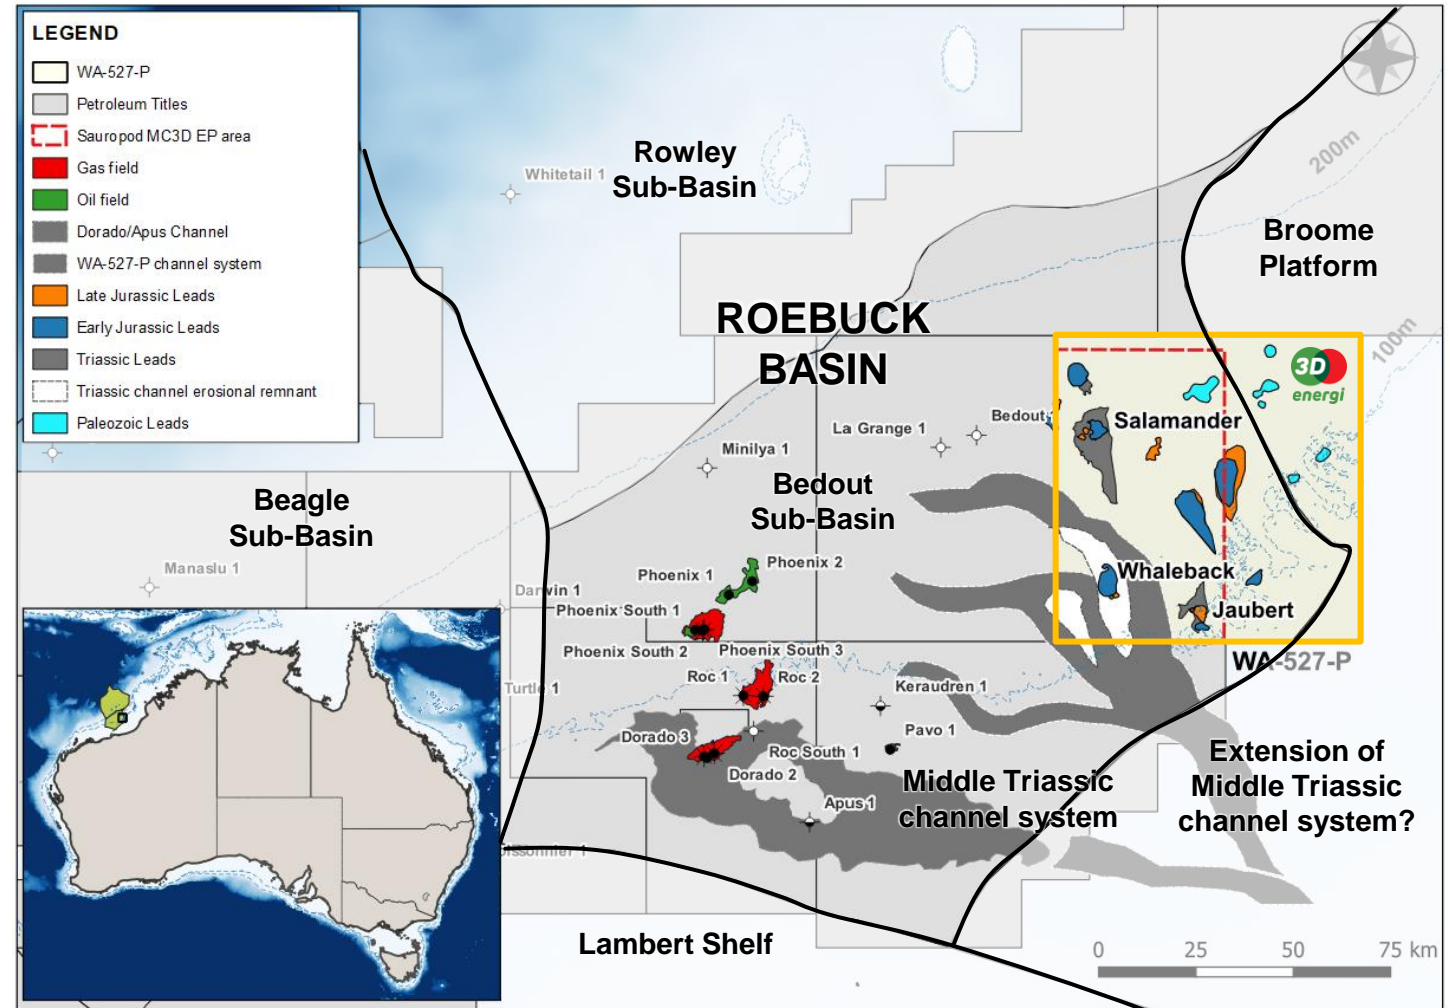 LEGEND
WA-527-P
Petroleum Titles
Sauropod MC3D EP area
Gas field
Oil field
Dorado/Apus Channel
WA-527-P channel system
Late Jurassic Leads
Early Jurassic Leads
Triassic Leads
Triassic channel erosional remnant
Paleozoic Leads
Rowley
Sub-Basin
Whitetail 1
200m
Broome
Platform
ROEBUCK
BASIN
100m
3D
energi
Bedout
Salamander
La Grange 1
Minilya 1
Bedout
Sub-Basin
Beagle
Sub-Basin
Manaslu 1
Phoenix 1
Phoenix 2
Darwin 1
Phoenix South 1
Whaleback
Jaubert
Phoenix South 2
Phoenix South 3
WA-527-P
Roc 1
Roc 2
Turtle 1
Keraudren 1
Dorado 3
Pavo 1
Roc South 1
Dorado 2
Apus 1
Middle Triassic
channel system
Extension of
Middle Triassic
channel system?
Lambert Shelf
0 25 50 75 km